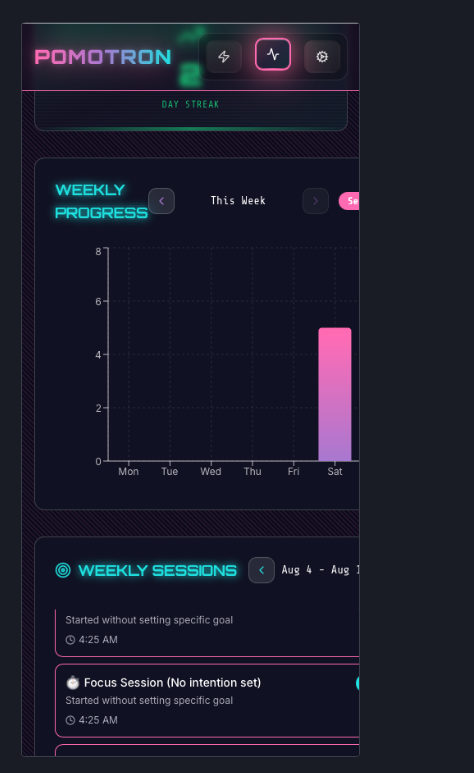 POMOTRON
2
DAY STREAK
WEEKLY
PROGRESS
This Week
Se
8
6
4
2
0
Mon Tue Wed Thu Fri Sat
WEEKLY SESSIONS
Aug 4 - Aug 1
Started without setting specific goal
4:25 AM
Focus Session (No intention set)
Started without setting specific goal
4:25 AM